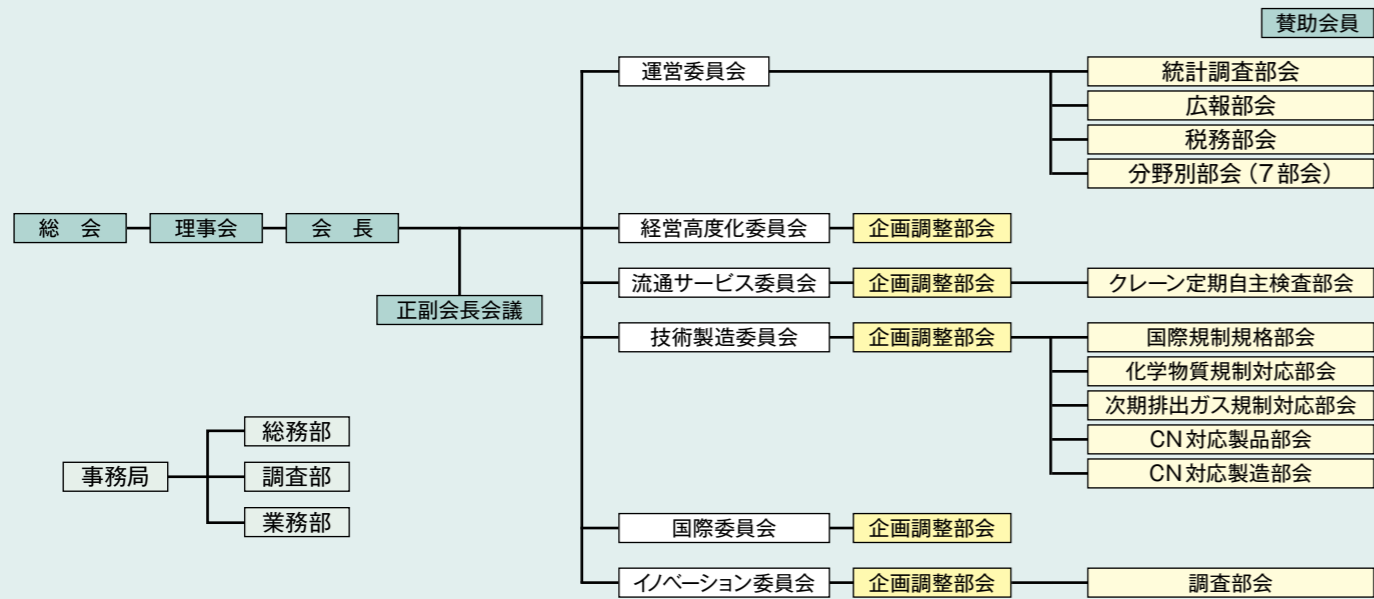 賛助会員
運営委員会
統計調査部会
広報部会
税務部会
分野別部会（7部会）
総　会
理事会
会　長
正副会長会議
経営高度化委員会
企画調整部会
流通サービス委員会
企画調整部会
クレーン定期自主検査部会
技術製造委員会
企画調整部会
国際規制規格部会
化学物質規制対応部会
次期排出ガス規制対応部会
CN対応製品部会
CN対応製造部会
事務局
総務部
調査部
業務部
国際委員会
企画調整部会
イノベーション委員会
企画調整部会
調査部会